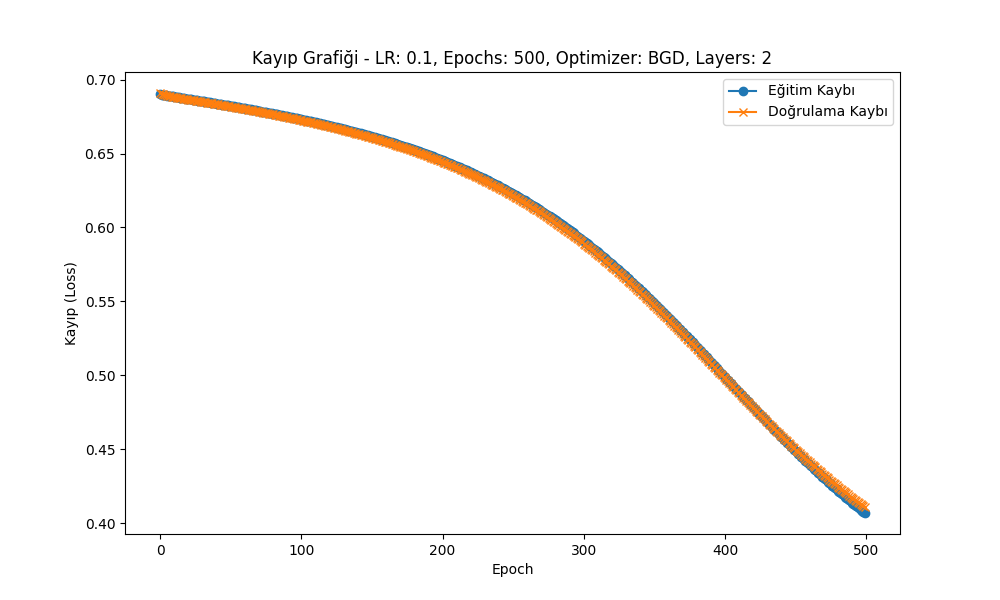 Kayıp Grafiği - LR: 0.1, Epochs: 500, Optimizer: BGD, Layers: 2
Eğitim Kaybı
Doğrulama Kaybı
Kayıp (Loss)
0.70
0.65
0.60
0.55
0.50
0.45
0.40
0 100 200 300 400 500
Epoch